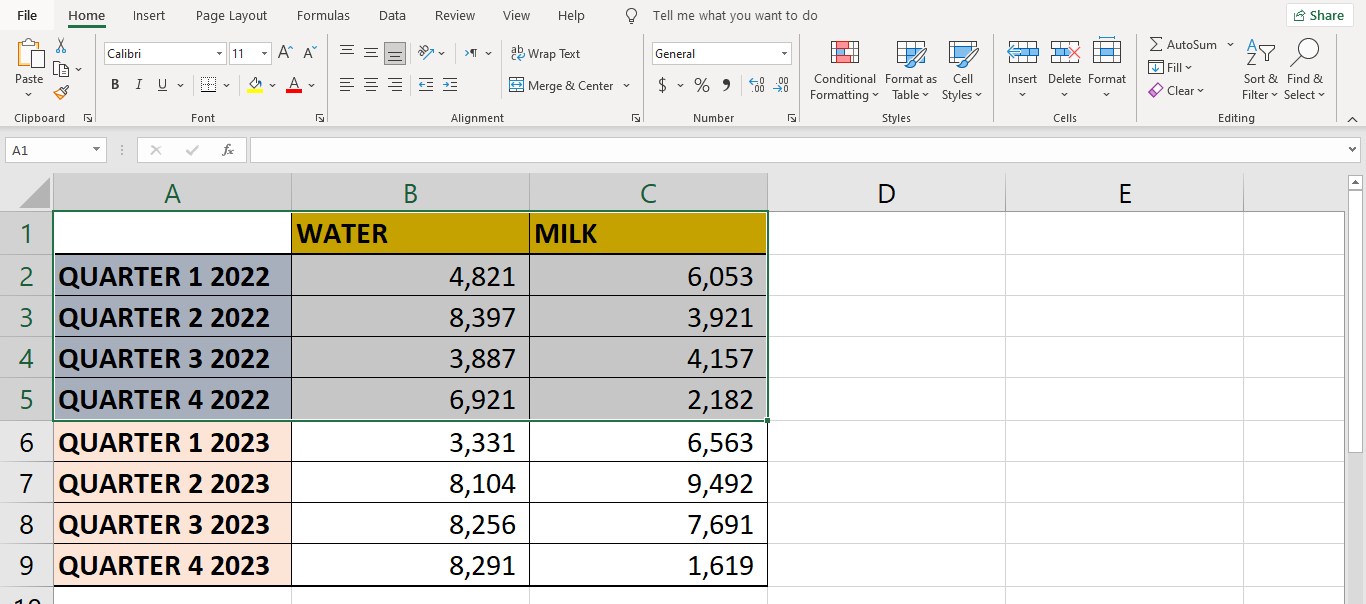 File Home Insert Page Layout Formulas Data Review View Help Tell me what you want to do Share
Calibri 11 A^ A˅ ab Wrap Text General AutoSum
Paste B I U A Merge & Center $ % 9 .00 Conditional Formatting Format as Table Cell Styles Insert Delete Format Fill Clear Sort & Filter Find & Select
Clipboard Font Alignment Number Styles Cells Editing
A1 fx
A B C D E
1 WATER MILK
2 QUARTER 1 2022 4,821 6,053
3 QUARTER 2 2022 8,397 3,921
4 QUARTER 3 2022 3,887 4,157
5 QUARTER 4 2022 6,921 2,182
6 QUARTER 1 2023 3,331 6,563
7 QUARTER 2 2023 8,104 9,492
8 QUARTER 3 2023 8,256 7,691
9 QUARTER 4 2023 8,291 1,619